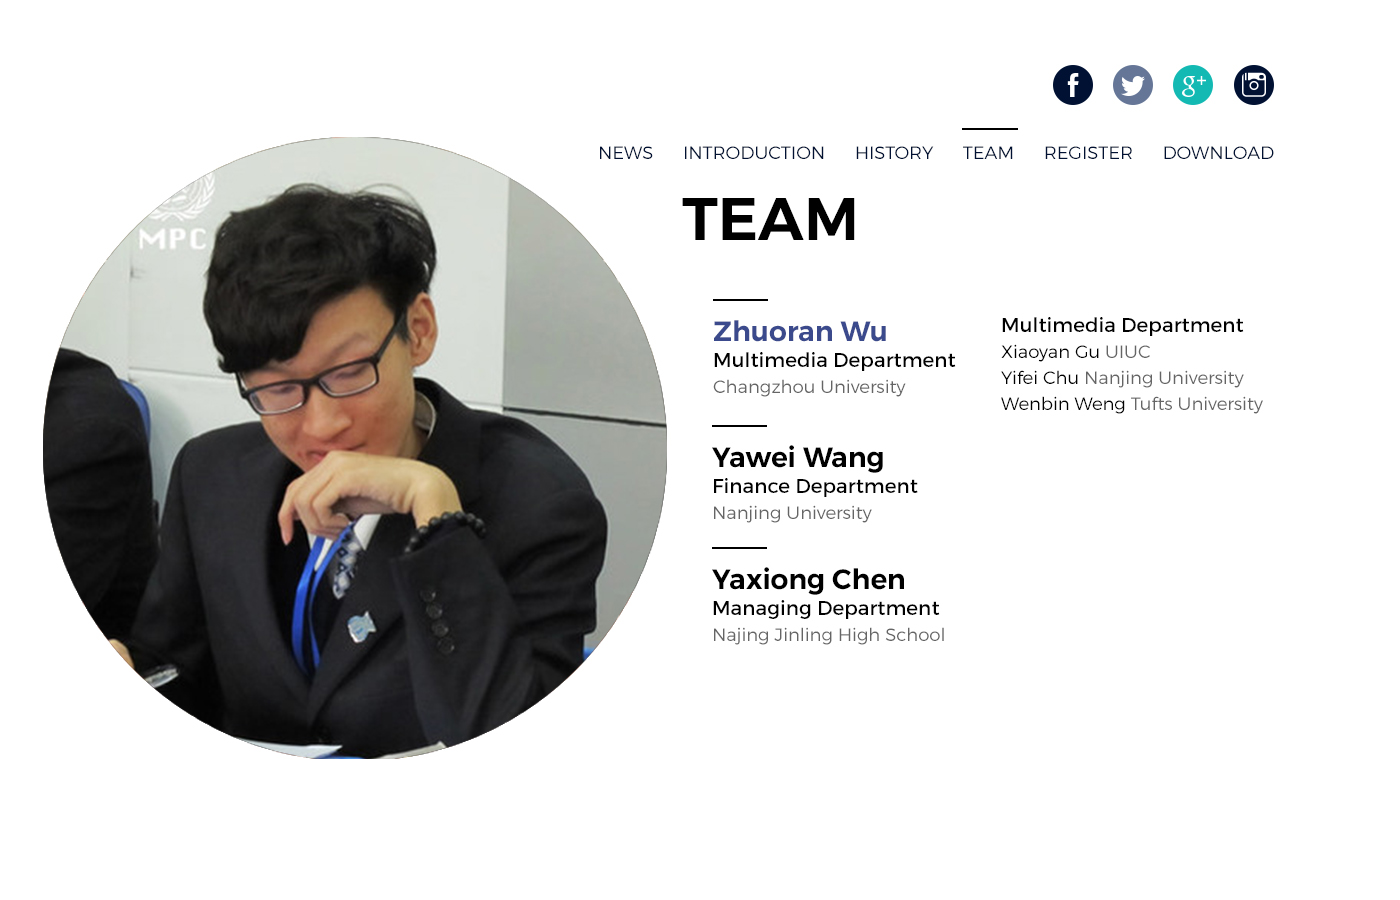 NEWS INTRODUCTION HISTORY TEAM REGISTER DOWNLOAD
MPC
TEAM
Zhuoran Wu
Multimedia Department
Changzhou University
Yawei Wang
Finance Department
Nanjing University
Yaxiong Chen
Managing Department
Najing Jinling High School
Multimedia Department
Xiaoyan Gu UIUC
Yifei Chu Nanjing University
Wenbin Weng Tufts University